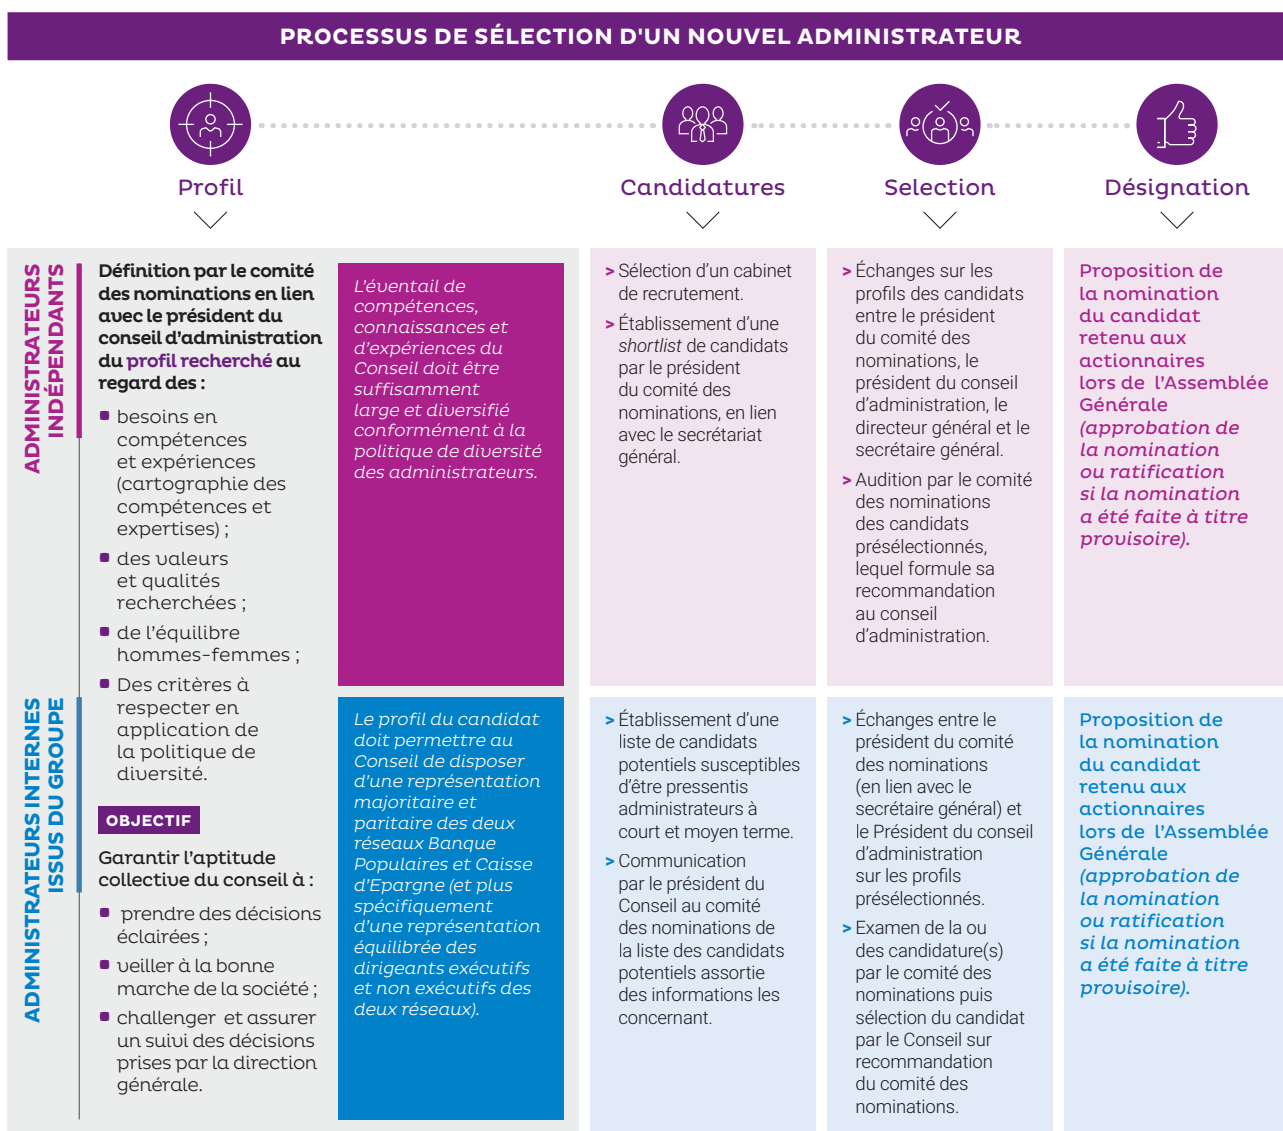 PROCESSUS DE SÉLECTION D'UN NOUVEL ADMINISTRATEUR
Profil
Candidatures
Selection
Désignation
ADMINISTRATEURS
INDÉPENDANTS
Définition par le comité
des nominations en lien
avec le président du
conseil d'administration
du profil recherché au
regard des :
besoins en
compétences
et expériences
(cartographie des
compétences et
expertises) ;
des valeurs
et qualités
recherchées ;
de l'équilibre
hommes-femmes ;
Des critères à
respecter en
application de
la politique de
diversité.
OBJECTIF
Garantir l'aptitude
collective du conseil à :
prendre des décisions
éclairées ;
veiller à la bonne
marche de la société ;
challenger et assurer
un suivi des décisions
prises par la direction
générale.
L'éventail de
compétences,
connaissances et
d'expériences du
Conseil doit être
suffisamment
large et diversifié
conformément à la
politique de diversité
des administrateurs.
> Sélection d'un cabinet
de recrutement.
> Établissement d'une
shortlist de candidats
par le président
du comité des
nominations, en lien
avec le secrétariat
général.
> Échanges sur les
profils des candidats
entre le président
du comité des
nominations, le
président du conseil
d'administration, le
directeur général et le
secrétaire général.
> Audition par le comité
des nominations
des candidats
présélectionnés,
lequel formule sa
recommandation
au conseil
d'administration.
Proposition de
la nomination
du candidat
retenu aux
actionnaires
lors de l'Assemblée
Générale
(approbation de
la nomination
ou ratification
si la nomination
a été faite à titre
provisoire).
ADMINISTRATEURS INTERNES
ISSUS DU GROUPE
Le profil du candidat
doit permettre au
Conseil de disposer
d'une représentation
majoritaire et
paritaire des deux
réseaux Banque
Populaires et Caisse
d'Epargne (et plus
spécifiquement
d'une représentation
équilibrée des
dirigeants exécutifs
et non exécutifs des
deux réseaux).
> Établissement d'une
liste de candidats
potentiels susceptibles
d'être pressentis
administrateurs à
court et moyen terme.
> Communication
par le président du
Conseil au comité
des nominations de
la liste des candidats
potentiels assortie
des informations les
concernant.
> Échanges entre le
président du comité
des nominations
(en lien avec le
secrétaire général) et
le Président du conseil
d'administration
sur les profils
présélectionnés.
> Examen de la ou
des candidature(s)
par le comité des
nominations puis
sélection du candidat
par le Conseil sur
recommandation
du comité des
nominations.
Proposition de
la nomination
du candidat
retenu aux
actionnaires
lors de l'Assemblée
Générale
(approbation de
la nomination
ou ratification
si la nomination
a été faite à titre
provisoire).